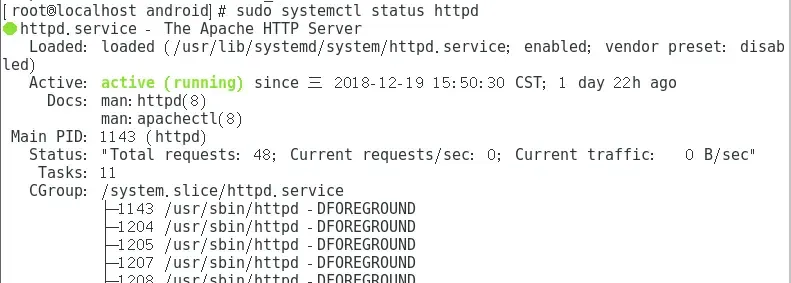 [root@localhost android]# sudo systemctl status httpd
●httpd.service - The Apache HTTP Server
Loaded: loaded (/usr/lib/systemd/system/httpd.service; enabled; vendor preset: disab
led)
Active: active (running) since 三 2018-12-19 15:50:30 CST; 1 day 22h ago
Docs: man:httpd(8)
man:apachectl(8)
Main PID: 1143 (httpd)
Status: "Total requests: 48; Current requests/sec: 0; Current traffic:   0 B/sec"
Tasks: 11
CGroup: /system.slice/httpd.service
├─1143 /usr/sbin/httpd -DFOREGROUND
├─1204 /usr/sbin/httpd -DFOREGROUND
├─1205 /usr/sbin/httpd -DFOREGROUND
├─1207 /usr/sbin/httpd -DFOREGROUND
├─1208 /usr/sbin/httpd -DFOREGROUND